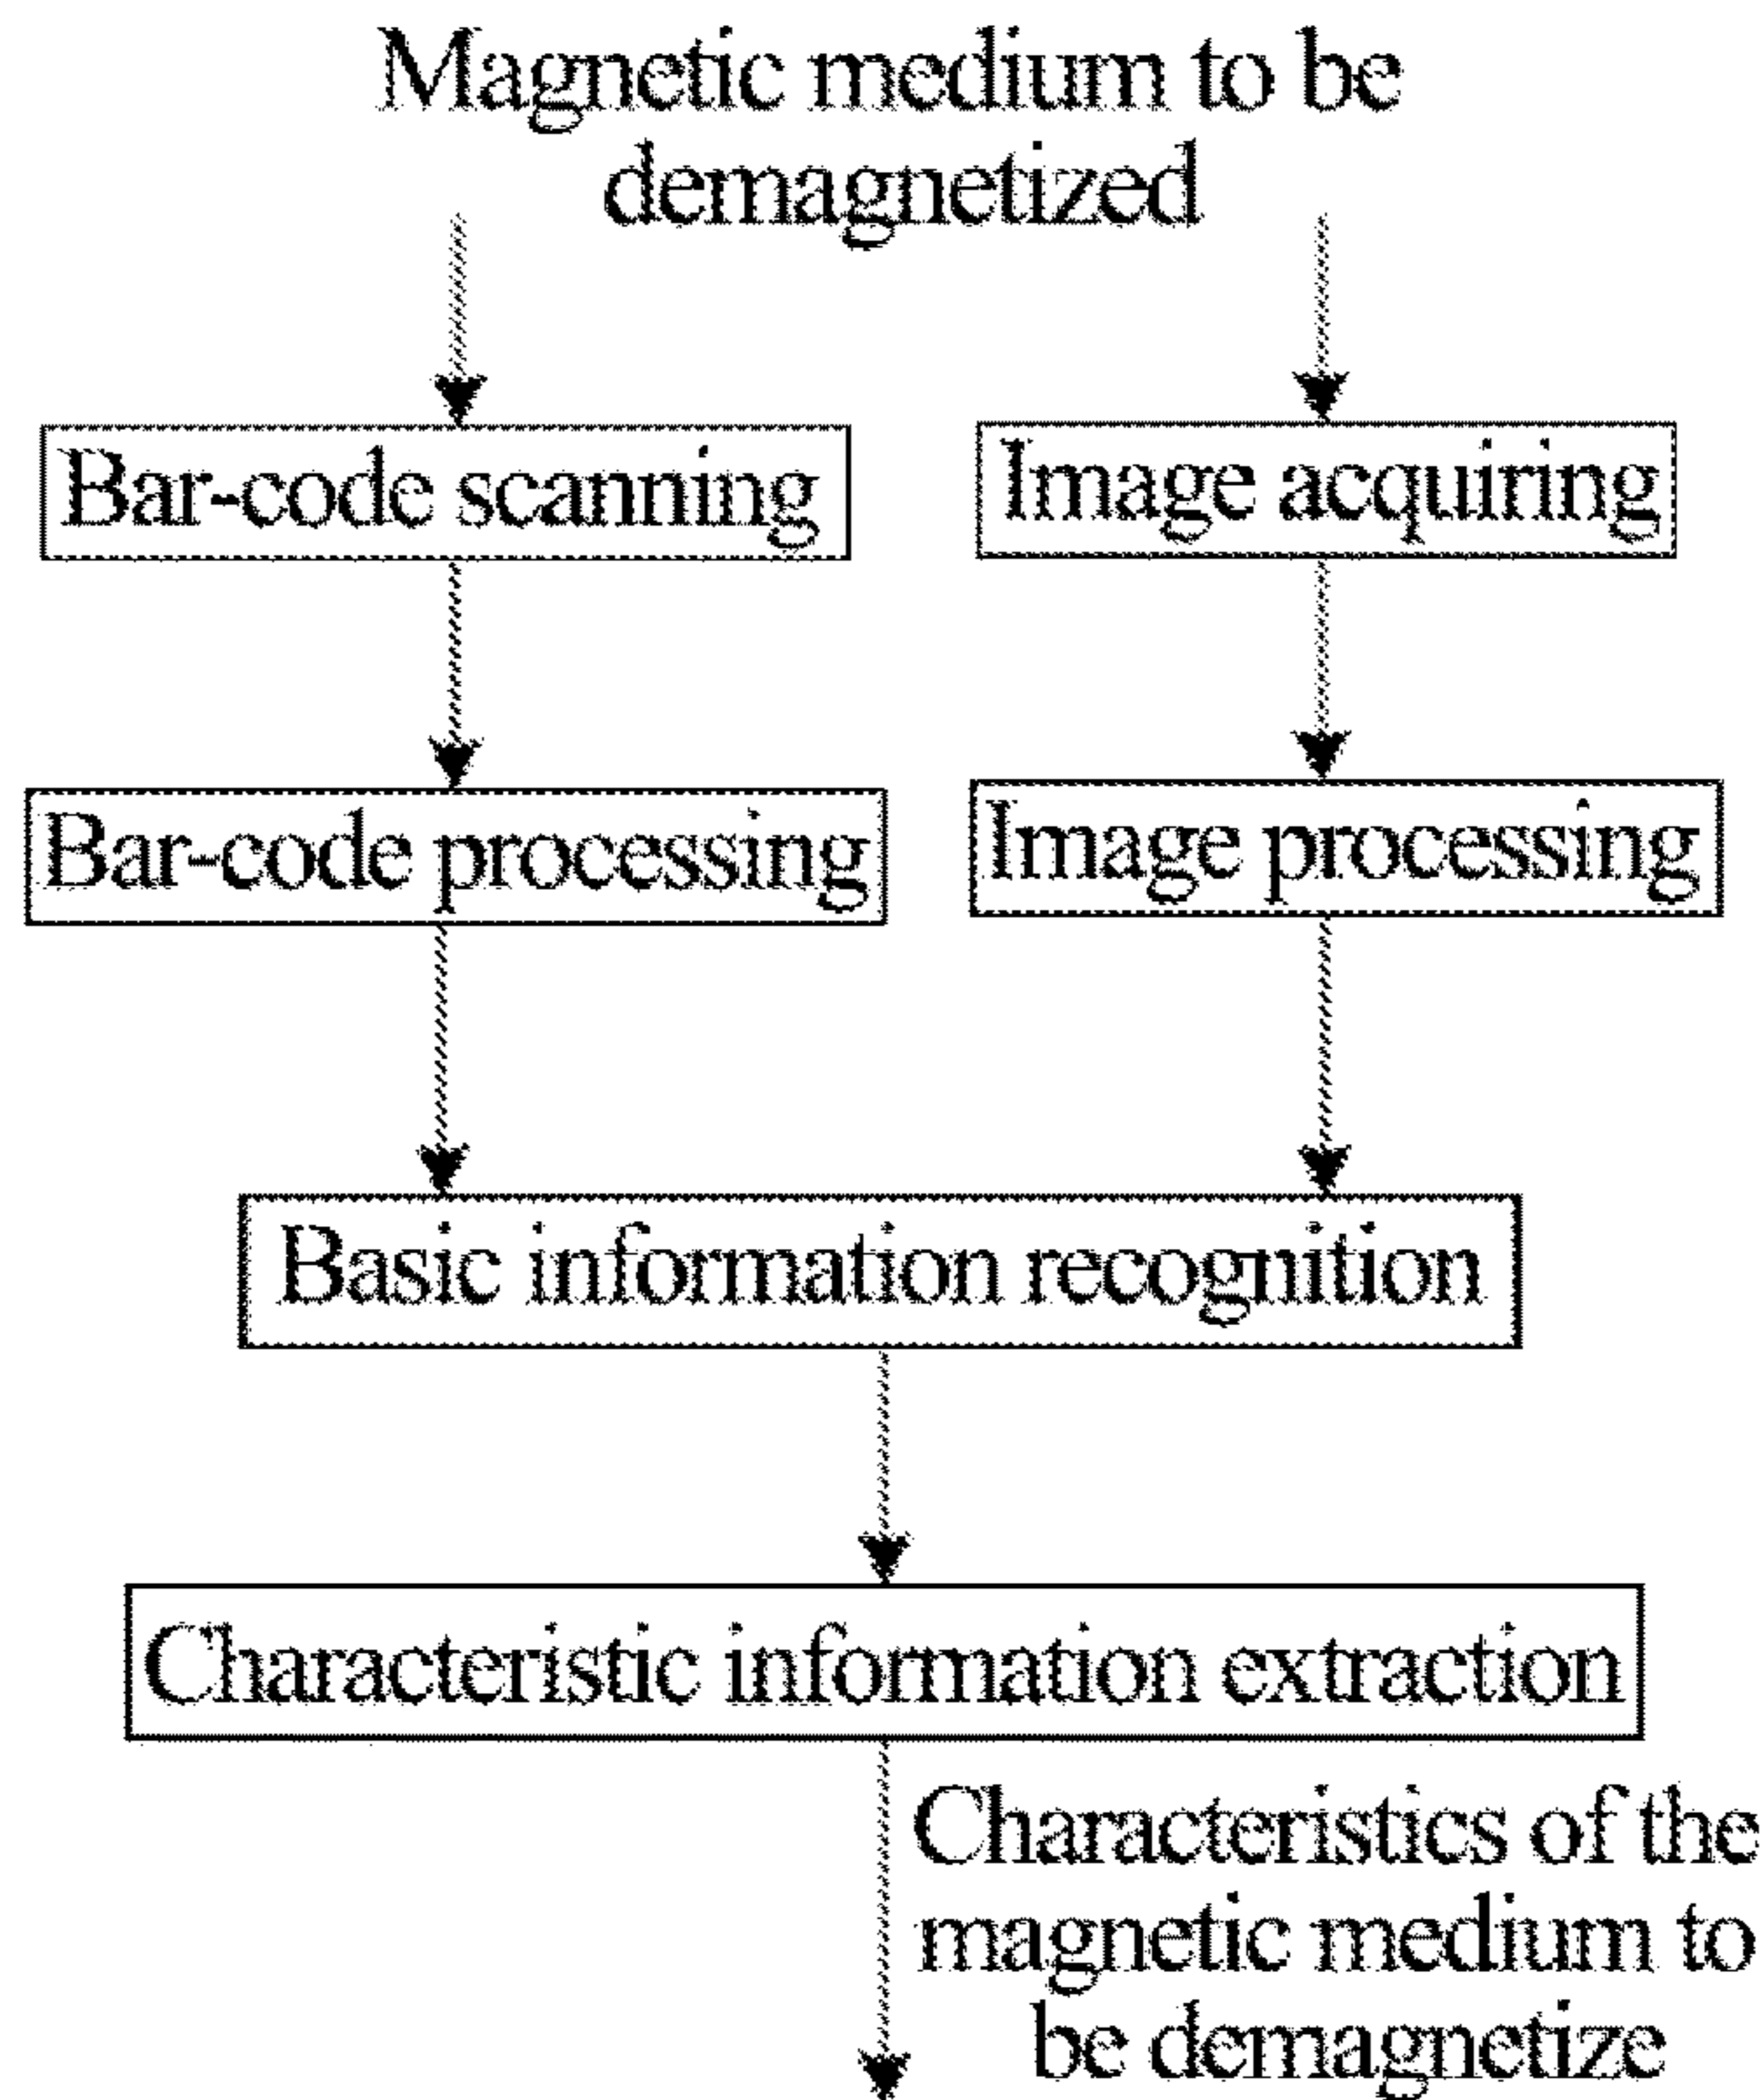 Magnetic medium to be
demagnetized
Bar-code scanning
Image acquiring
Bar-code processing
Image processing
Basic information recognition
Characteristic information extraction
Characteristics of the
magnetic medium to
be demagnetize